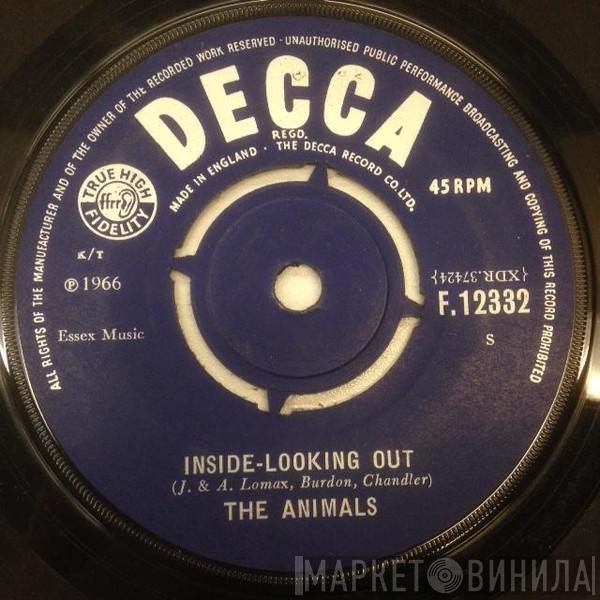 ALL RIGHTS OF THE MANUFACTURER AND OF THE OWNER OF THE RECORDED WORK RESERVED · UNAUTHORISED PUBLIC PERFORMANCE BROADCASTING AND COPYING OF THIS RECORD PROHIBITED
DECCA
REGD.
MADE IN ENGLAND · THE DECCA RECORD CO. LTD.
TRUE HIGH
ffrr
FIDELITY
45 RPM
K/T
℗ 1966
{XDR.37424}
F.12332
Essex Music
S
INSIDE-LOOKING OUT
(J. & A. Lomax, Burdon, Chandler)
THE ANIMALS
МАРКЕТ ВИНИЛА